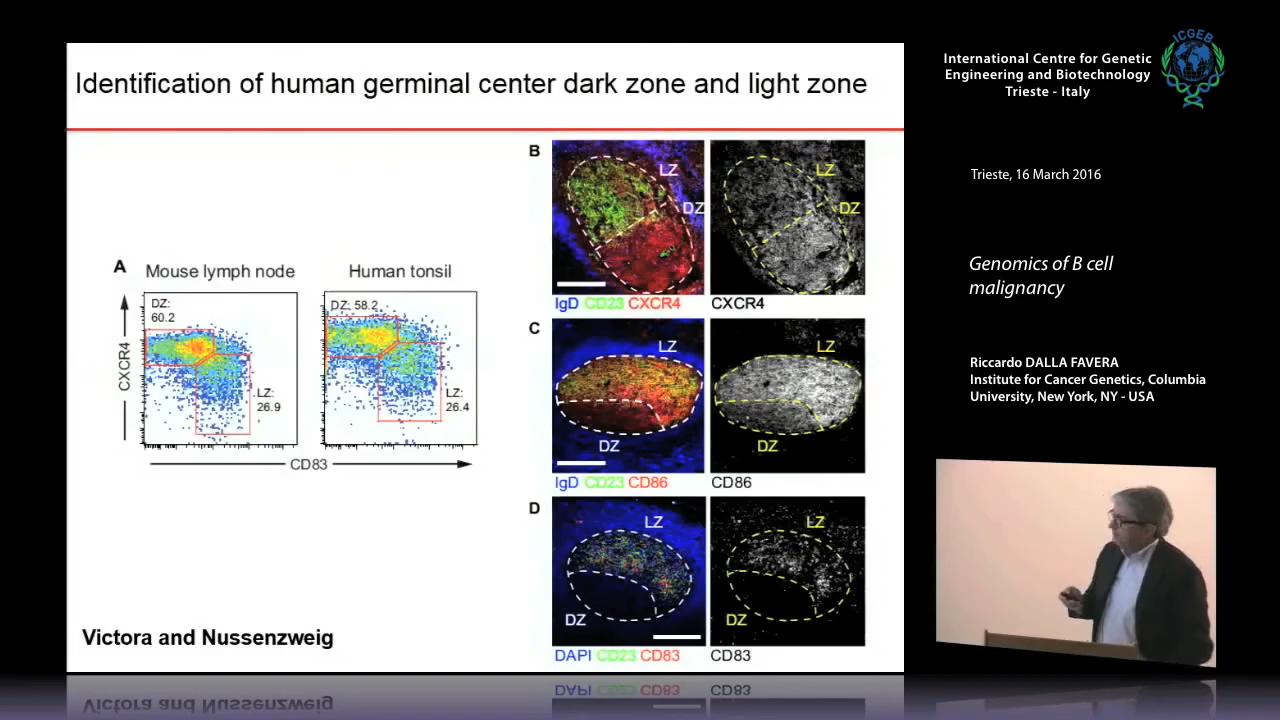 Identification of human germinal center dark zone and light zone
A
Mouse lymph node
Human tonsil
DZ:
60.2
LZ:
26.9
DZ: 58.2
LZ:
26.4
CXCR4
CD83
B
LZ
DZ
LZ
DZ
IgD CD23 CXCR4
CXCR4
C
LZ
DZ
LZ
DZ
IgD CD23 CD86
CD86
D
LZ
DZ
LZ
DZ
DAPI CD23 CD83
CD83
Victora and Nussenzweig
International Centre for Genetic
Engineering and Biotechnology
Trieste - Italy
ICGEB
Trieste, 16 March 2016
Genomics of B cell
malignancy
Riccardo DALLA FAVERA
Institute for Cancer Genetics, Columbia
University, New York, NY - USA